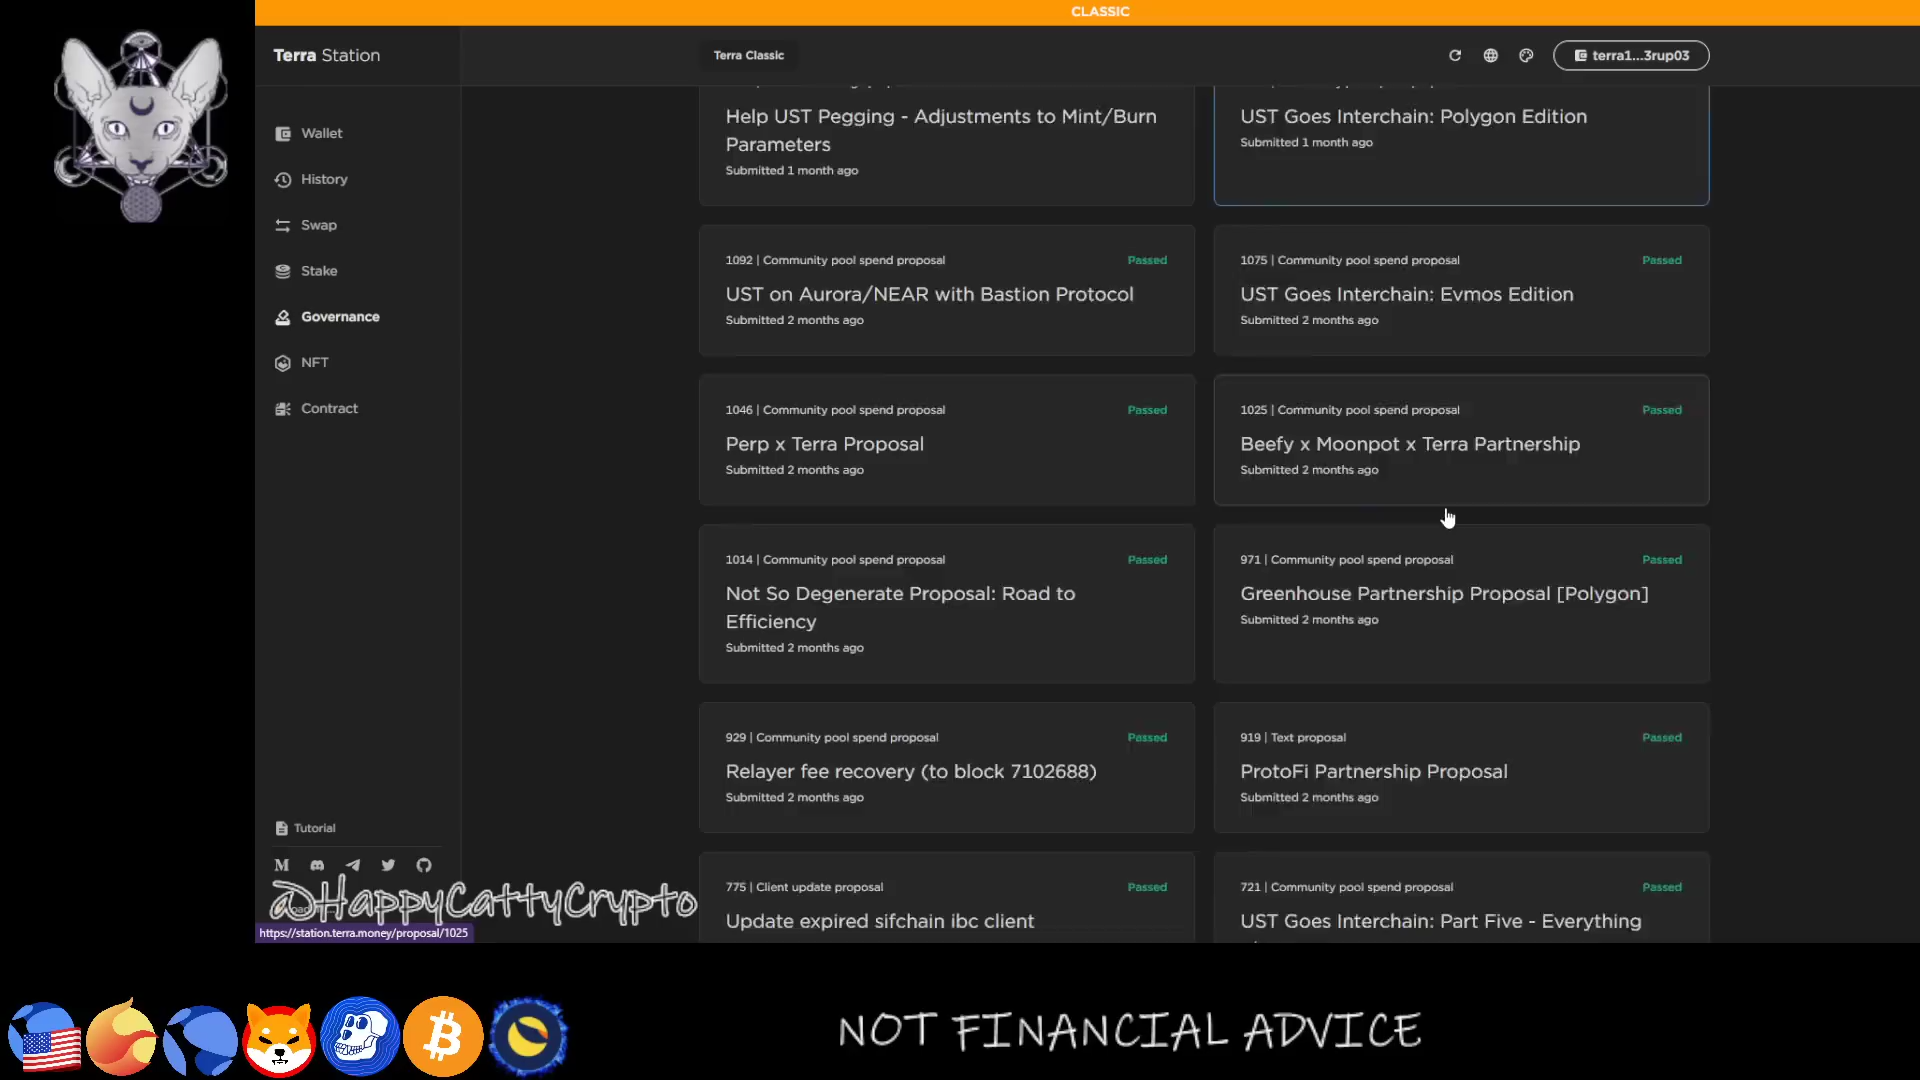 CLASSIC
Terra Station
Terra Classic
terra1...3rup03
Wallet
History
Swap
Stake
Governance
NFT
Contract
Help UST Pegging - Adjustments to Mint/Burn
Parameters
Submitted 1 month ago
UST Goes Interchain: Polygon Edition
Submitted 1 month ago
1092 | Community pool spend proposal
Passed
UST on Aurora/NEAR with Bastion Protocol
Submitted 2 months ago
1075 | Community pool spend proposal
Passed
UST Goes Interchain: Evmos Edition
Submitted 2 months ago
1046 | Community pool spend proposal
Passed
Perp x Terra Proposal
Submitted 2 months ago
1025 | Community pool spend proposal
Passed
Beefy x Moonpot x Terra Partnership
Submitted 2 months ago
1014 | Community pool spend proposal
Passed
Not So Degenerate Proposal: Road to
Efficiency
Submitted 2 months ago
971 | Community pool spend proposal
Passed
Greenhouse Partnership Proposal [Polygon]
Submitted 2 months ago
929 | Community pool spend proposal
Passed
Relayer fee recovery (to block 7102688)
Submitted 2 months ago
919 | Text proposal
Passed
ProtoFi Partnership Proposal
Submitted 2 months ago
775 | Client update proposal
Passed
Update expired sifchain ibc client
721 | Community pool spend proposal
Passed
UST Goes Interchain: Part Five - Everything
Tutorial
@HappyCattyCrypto
https://station.terra.money/proposal/1025
NOT FINANCIAL ADVICE